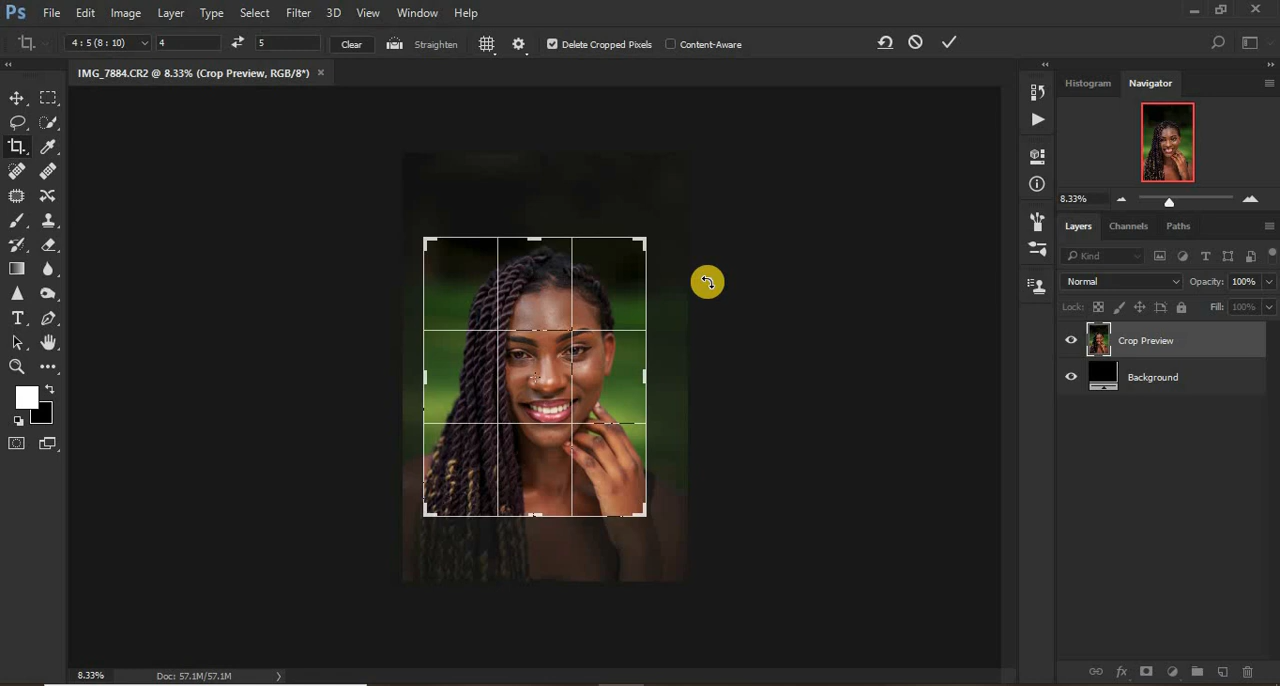 Ps File Edit Image Layer Type Select Filter 3D View Window Help
4 : 5 (8 : 10) 4 5 Clear Straighten Delete Cropped Pixels Content-Aware
IMG_7884.CR2 @ 8.33% (Crop Preview, RGB/8*) ×
Histogram Navigator
8.33%
Layers Channels Paths
Kind
Normal Opacity: 100%
Lock: Fill: 100%
Crop Preview
Background
8.33% Doc: 57.1M/57.1M